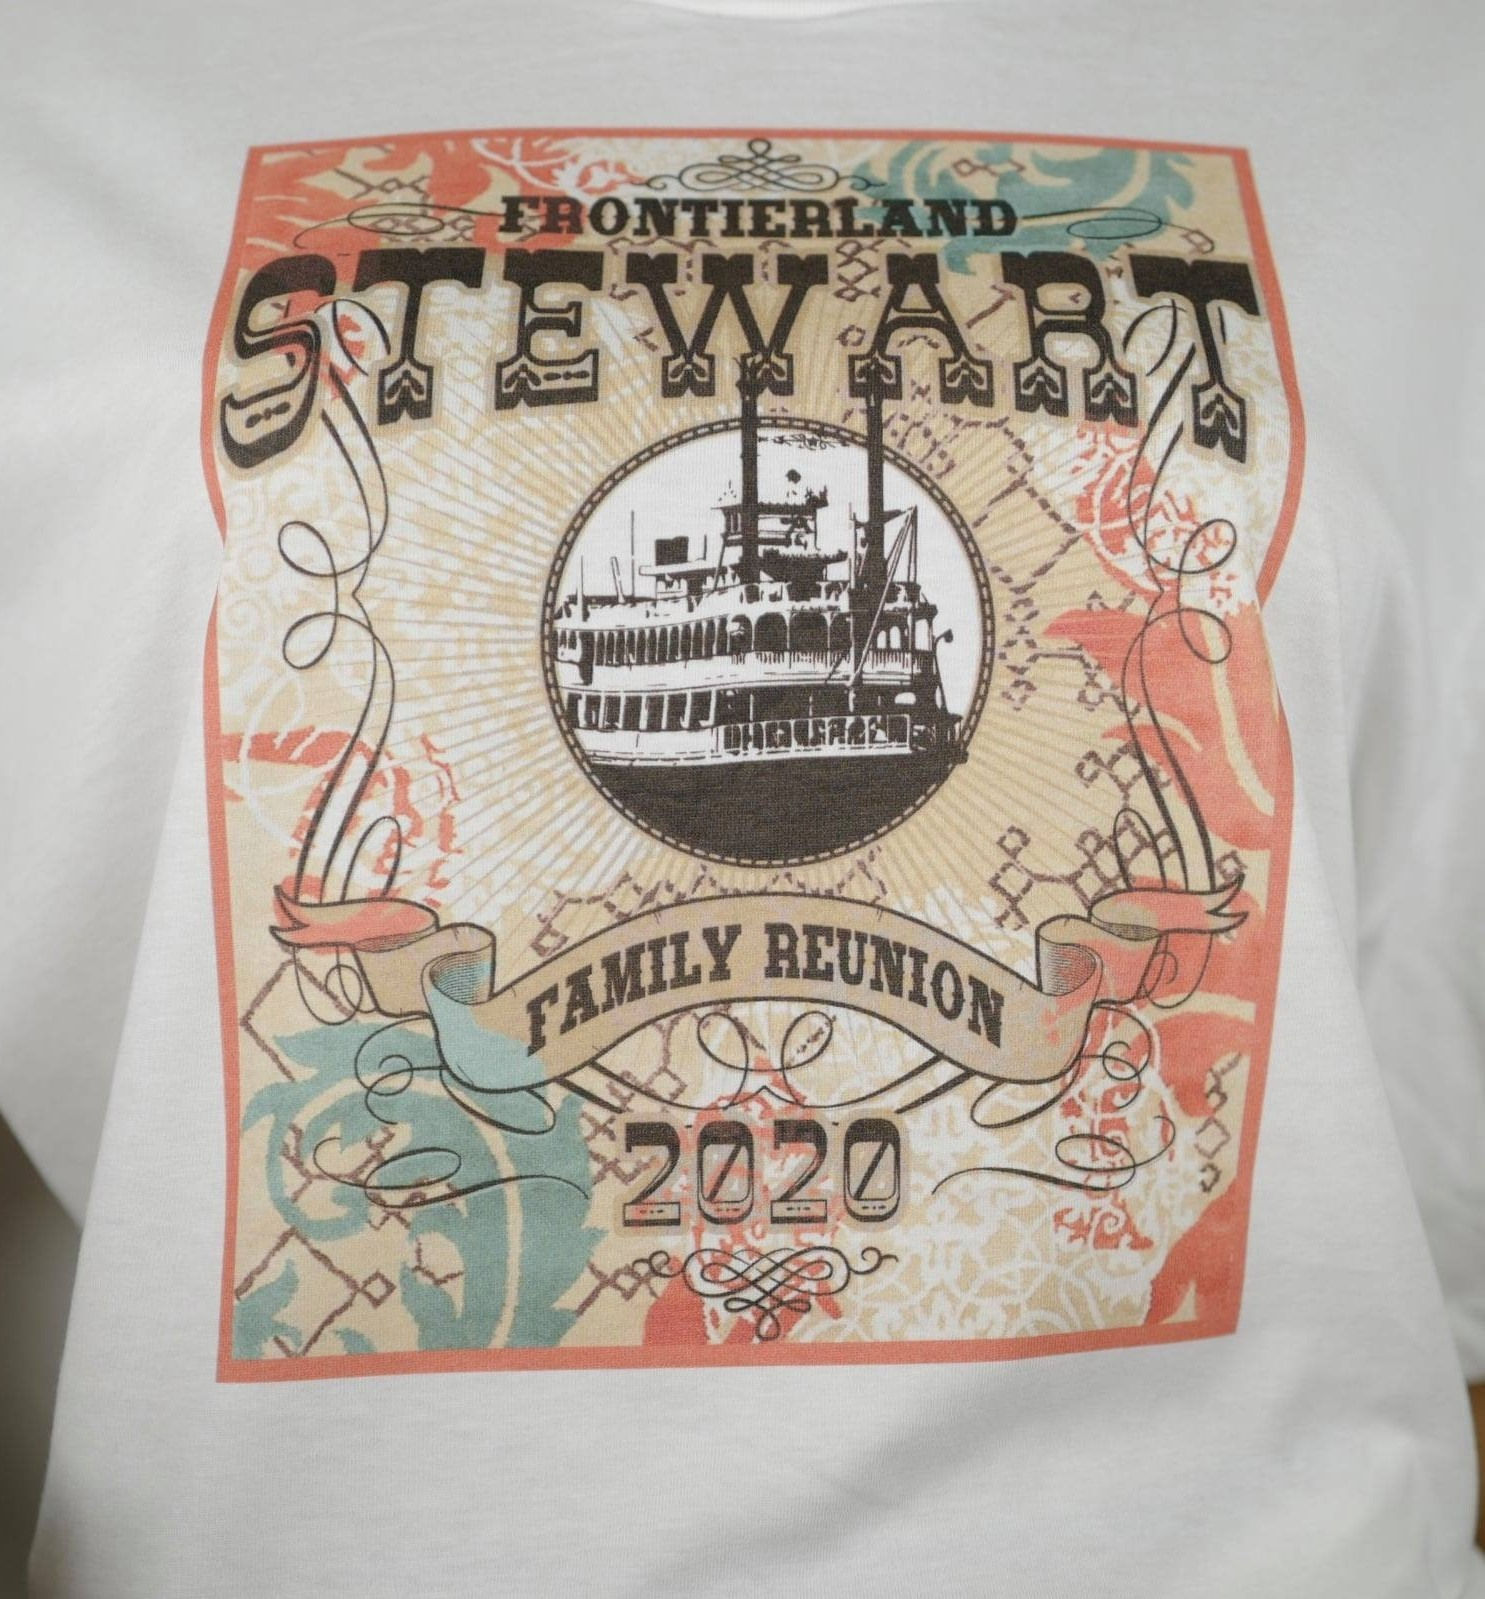 FRONTIERLAND
STEWART
FAMILY REUNION
2020